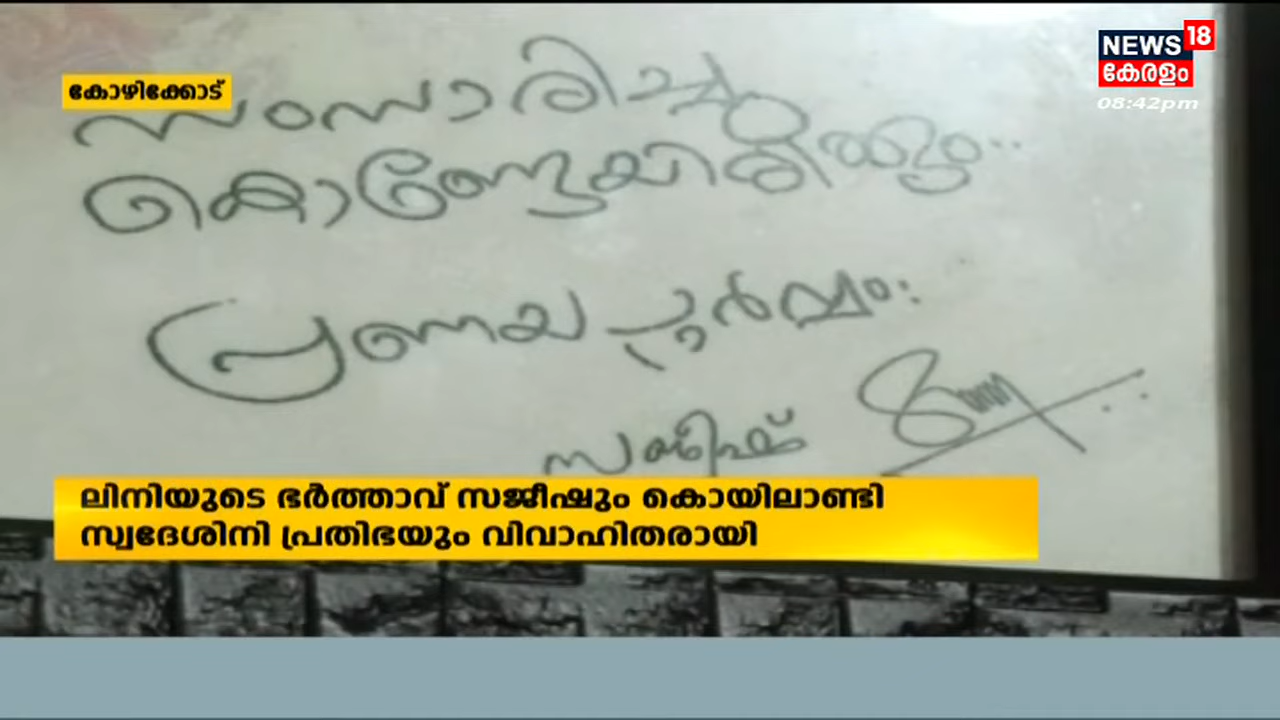 NEWS 18
കേരളം
08:42pm
കോഴിക്കോട്
സംസാരിച്ചു
കൊണ്ടേയിരിക്കും...
പ്രണയപൂർവ്വം..
സജീഷ്
ലിനിയുടെ ഭർത്താവ് സജീഷും കൊയിലാണ്ടി
സ്വദേശിനി പ്രതിഭയും വിവാഹിതരായി